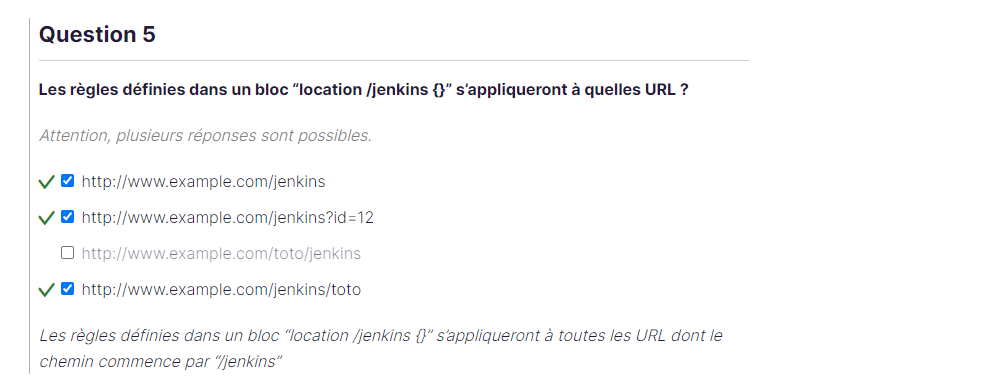 Question 5
Les règles définies dans un bloc “location /jenkins {}” s’appliqueront à quelles URL ?
Attention, plusieurs réponses sont possibles.
http://www.example.com/jenkins
http://www.example.com/jenkins?id=12
http://www.example.com/toto/jenkins
http://www.example.com/jenkins/toto
Les règles définies dans un bloc “location /jenkins {}” s’appliqueront à toutes les URL dont le
chemin commence par “/jenkins”